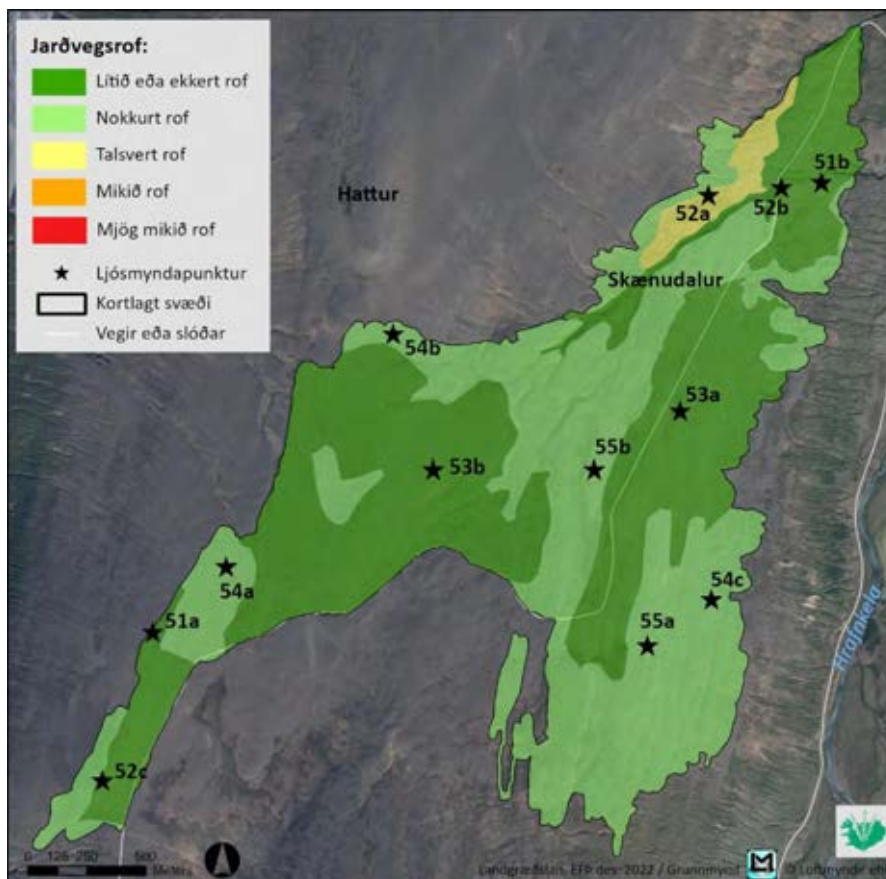 Jarðvegsrof:
Lítið eða ekkert rof
Nokkurt rof
Talsvert rof
Mikið rof
Mjög mikið rof
Ljósmyndapunktur
Kortlagt svæði
Vegir eða slóðar
Hattur
51b
52a
52b
Skænudalur
54b
53a
53b
55b
54a
54c
51a
55a
Hrafnkela
52c
0 125 250 500
Meters
Landgræðslan, EFÞ des. 2022 / Grunnmynd
© Loftmyndir ehf